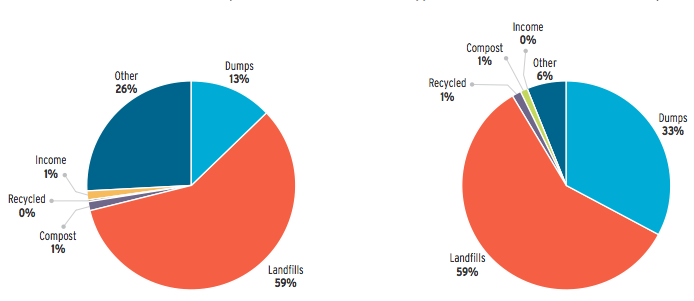 Other
26%
Dumps
13%
Income
1%
Recycled
0%
Compost
1%
Landfills
59%
Income
0%
Compost
1%
Other
6%
Recycled
1%
Dumps
33%
Landfills
59%